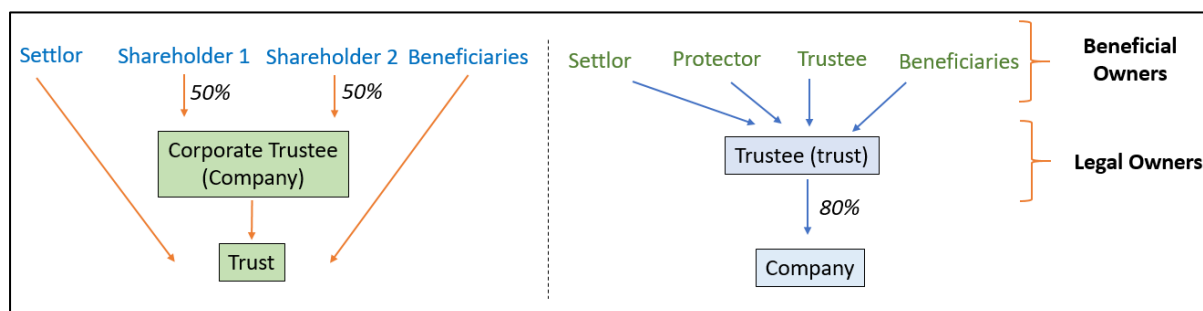 Settlor
Shareholder 1
Shareholder 2
Beneficiaries
50%
50%
Corporate Trustee
(Company)
Trust
Settlor
Protector
Trustee
Beneficiaries
Trustee (trust)
80%
Company
Beneficial
Owners
Legal Owners